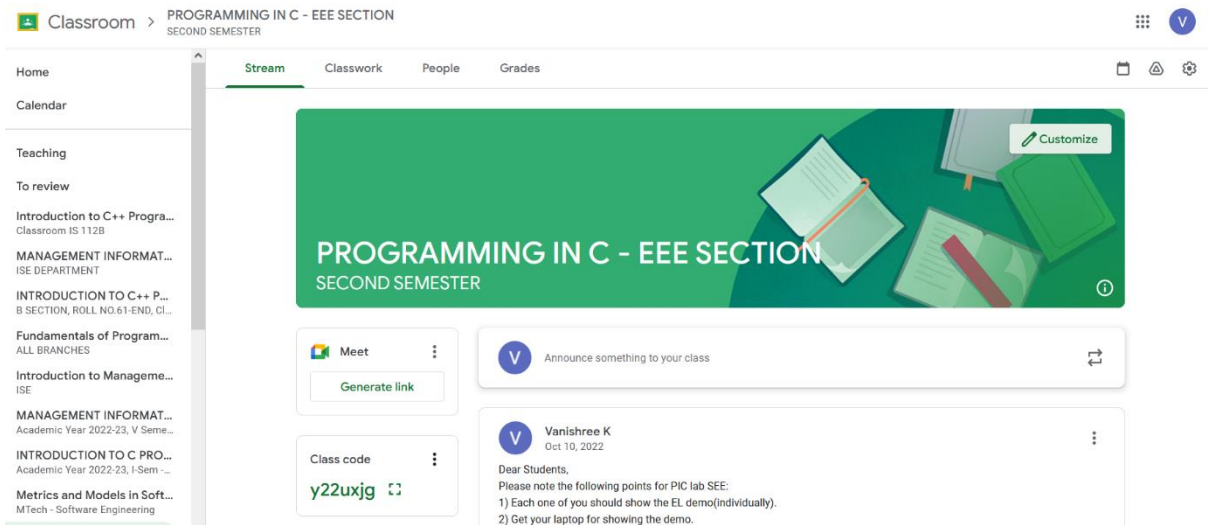 Classroom > PROGRAMMING IN C - EEE SECTION
SECOND SEMESTER
V
Home
Calendar
Teaching
To review
Introduction to C++ Progra...
Classroom IS 112B
MANAGEMENT INFORMAT...
ISE DEPARTMENT
INTRODUCTION TO C++ P...
B SECTION, ROLL NO.61-END, Cl...
Fundamentals of Program...
ALL BRANCHES
Introduction to Manageme...
ISE
MANAGEMENT INFORMAT...
Academic Year 2022-23, V Seme...
INTRODUCTION TO C PRO...
Academic Year 2022-23, I-Sem -...
Metrics and Models in Soft...
MTech - Software Engineering
Stream Classwork People Grades
Customize
PROGRAMMING IN C - EEE SECTION
SECOND SEMESTER
Meet
Generate link
Class code
y22uxjg
V Announce something to your class
V Vanishree K
Oct 10, 2022
Dear Students,
Please note the following points for PIC lab SEE:
1) Each one of you should show the EL demo(individually).
2) Get your laptop for showing the demo.